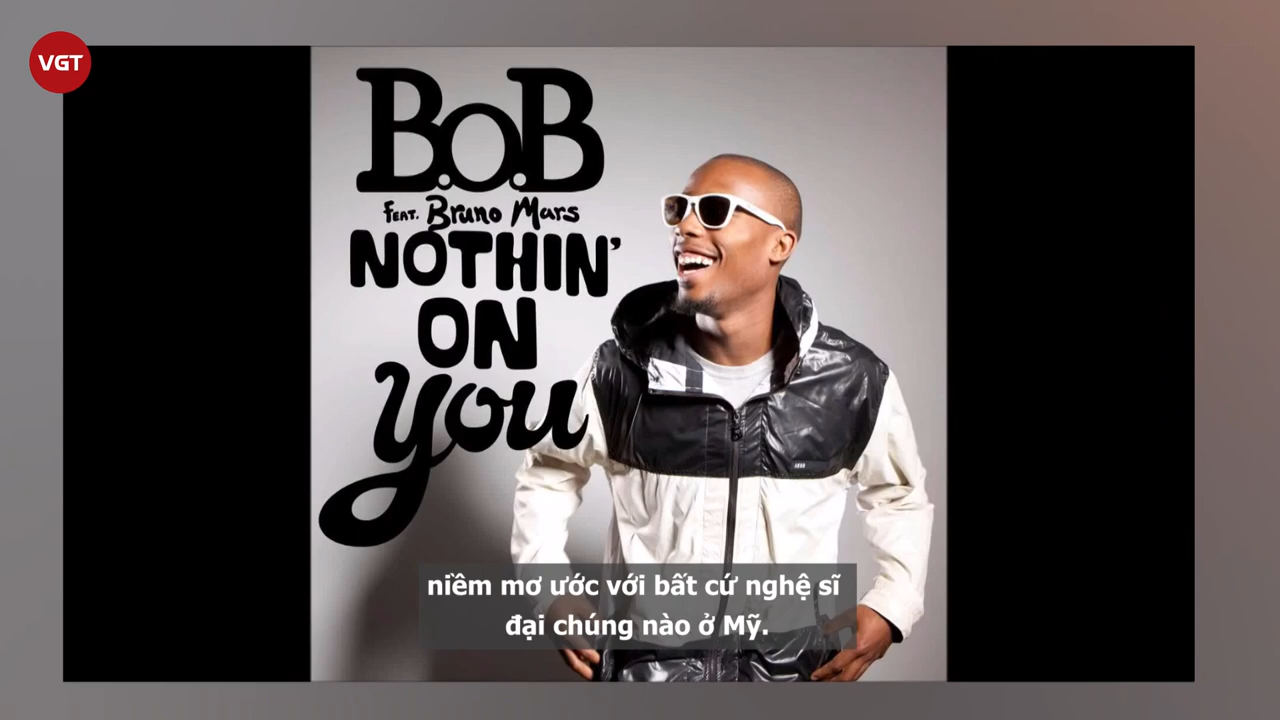 VGT
B.o.B
FEAT. Bruno Mars
NOTHIN'
ON
You
niềm mơ ước với bất cứ nghệ sĩ
đại chúng nào ở Mỹ.